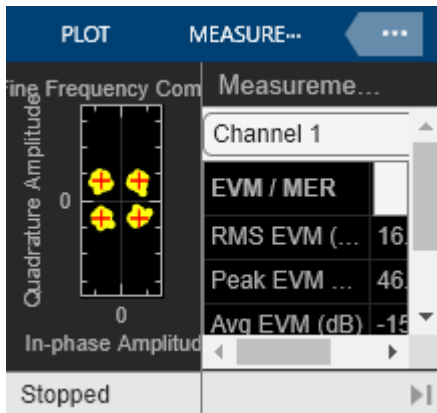 PLOT
MEASURE...
...
ine Frequency Com
Quadrature Amplitude
0
0
In-phase Amplitud
Measureme...
Channel 1
EVM / MER
RMS EVM (... 16.
Peak EVM ... 46.
Avg EVM (dB) -15
Stopped